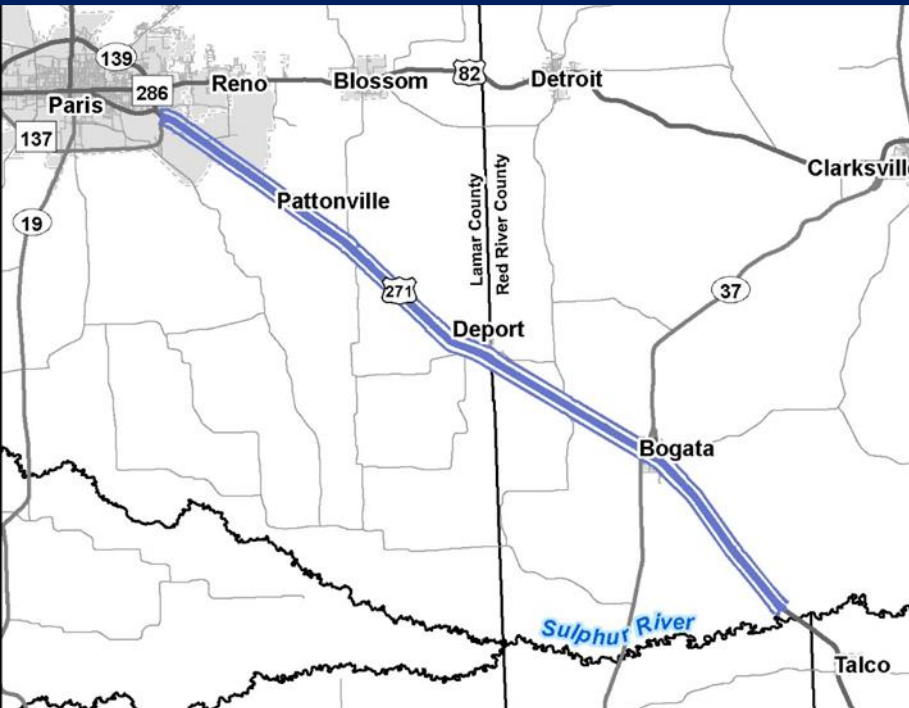 139
82
Reno
Blossom
Detroit
286
Paris
137
Clarksvill
Pattonville
19
Lamar County
Red River County
271
37
Deport
Bogata
Sulphur River
Talco